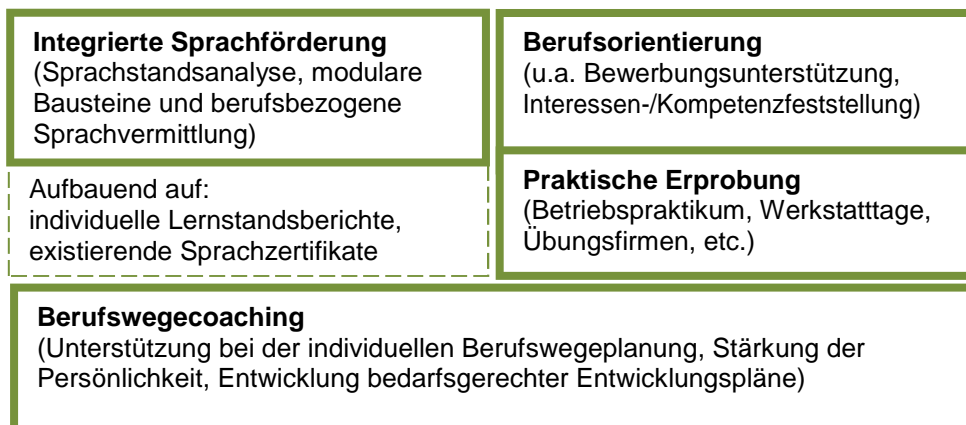 Integrierte Sprachförderung
(Sprachstandsanalyse, modulare
Bausteine und berufsbezogene
Sprachvermittlung)
Aufbauend auf:
individuelle Lernstandsberichte,
existierende Sprachzertifikate
Berufsorientierung
(u.a. Bewerbungsunterstützung,
Interessen-/Kompetenzfeststellung)
Praktische Erprobung
(Betriebspraktikum, Werkstatttage,
Übungsfirmen, etc.)
Berufswegecoaching
(Unterstützung bei der individuellen Berufswegeplanung, Stärkung der
Persönlichkeit, Entwicklung bedarfsgerechter Entwicklungspläne)